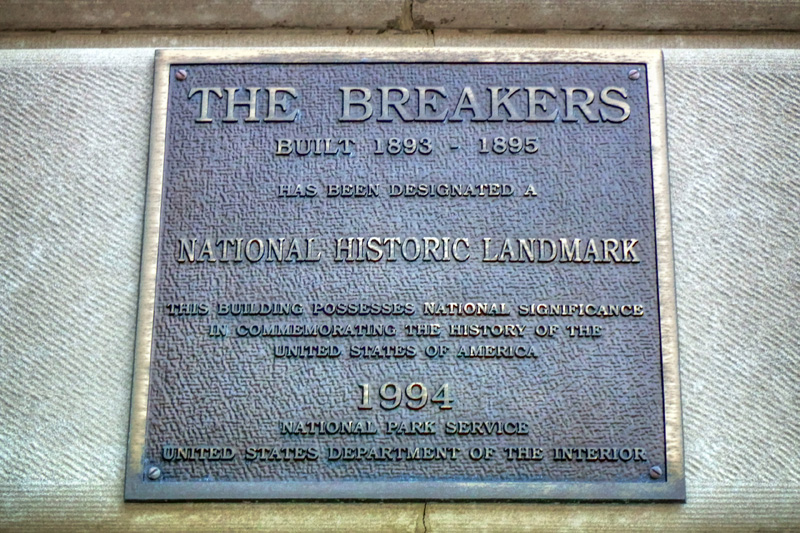 THE BREAKERS
BUILT 1893 - 1895
HAS BEEN DESIGNATED A
NATIONAL HISTORIC LANDMARK
THIS BUILDING POSSESSES NATIONAL SIGNIFICANCE
IN COMMEMORATING THE HISTORY OF THE
UNITED STATES OF AMERICA
1994
NATIONAL PARK SERVICE
UNITED STATES DEPARTMENT OF THE INTERIOR